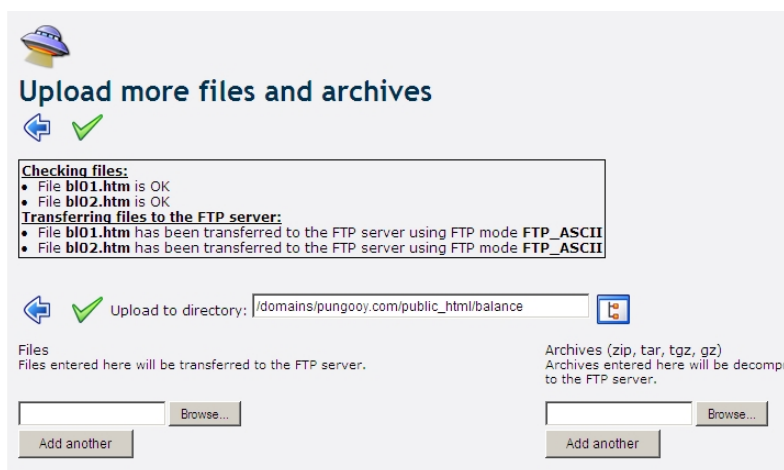 Upload more files and archives
Checking files:
• File bl01.htm is OK
• File bl02.htm is OK
Transferring files to the FTP server:
• File bl01.htm has been transferred to the FTP server using FTP mode FTP_ASCII
• File bl02.htm has been transferred to the FTP server using FTP mode FTP_ASCII
Upload to directory: /domains/pungooy.com/public_html/balance
Files
Files entered here will be transferred to the FTP server.
Browse...
Add another
Archives (zip, tar, tgz, gz)
Archives entered here will be decompr
to the FTP server.
Browse...
Add another